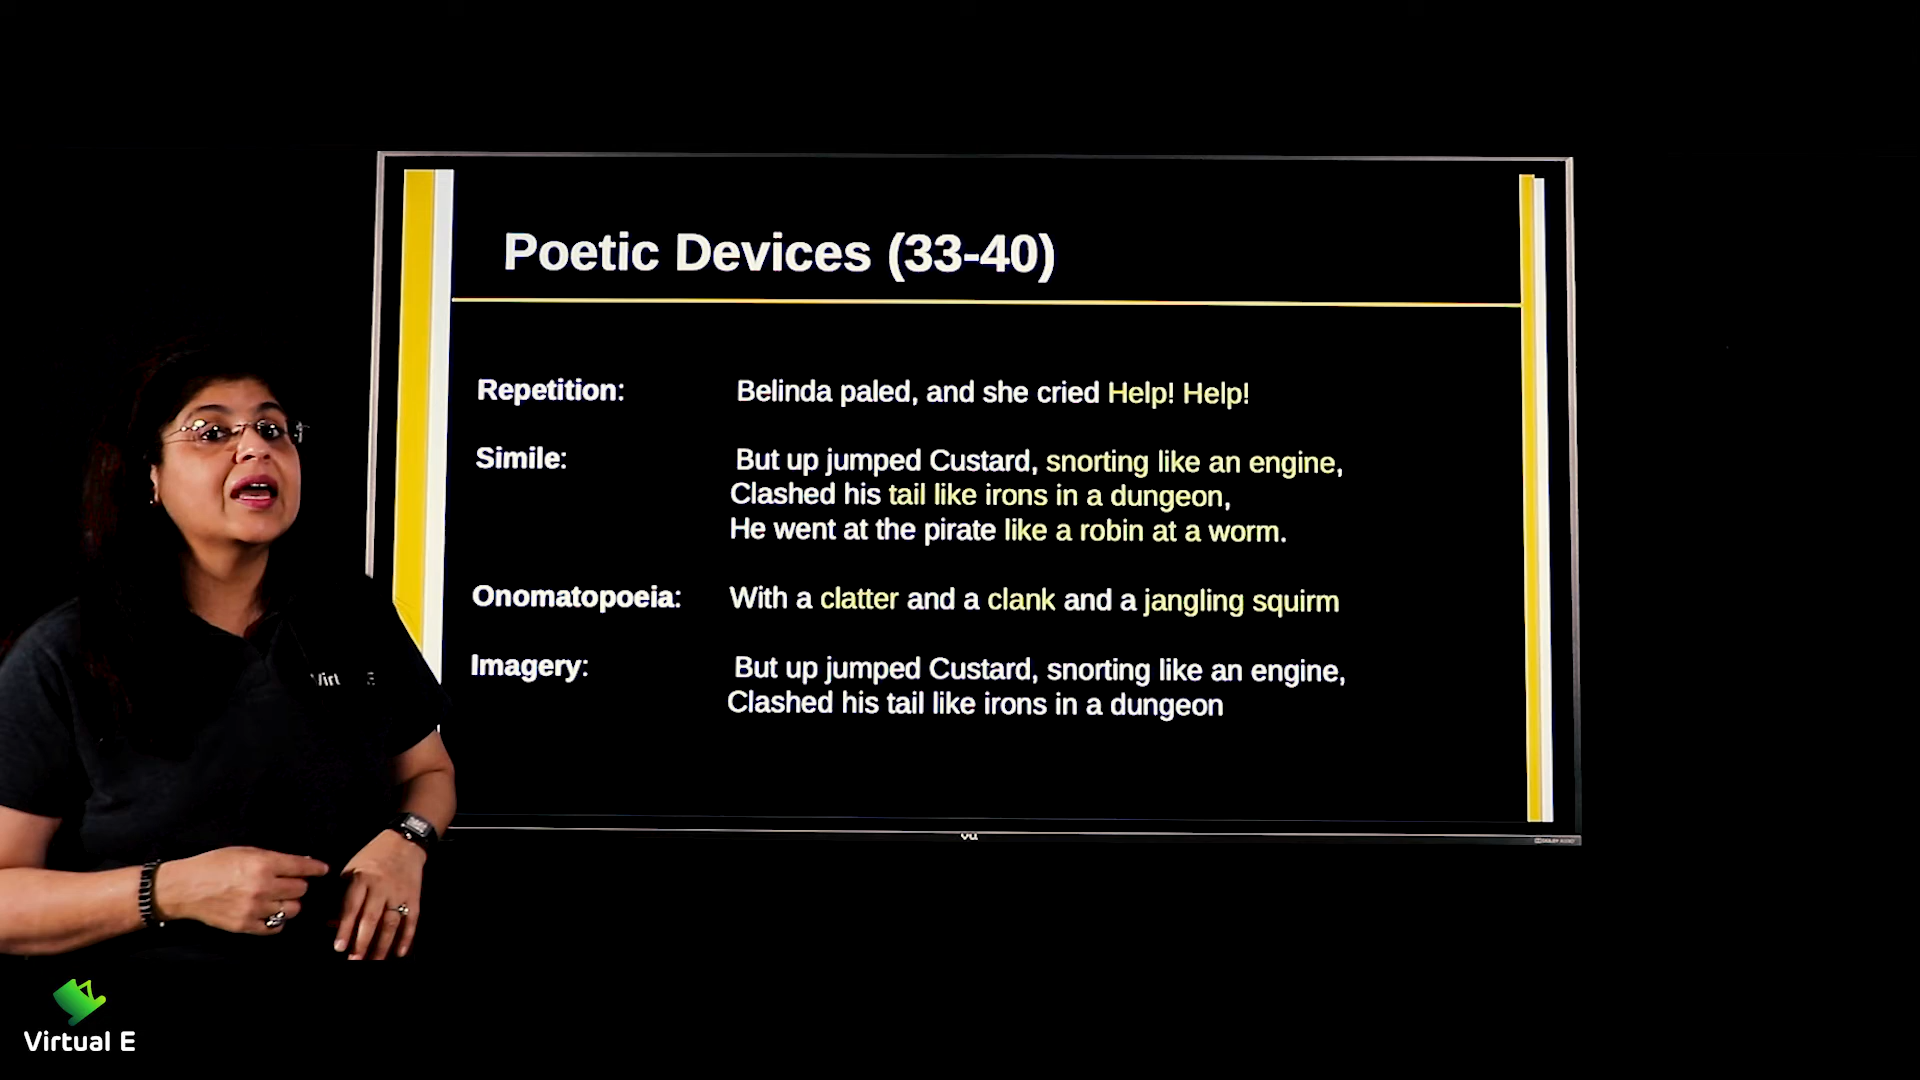 Poetic Devices (33-40)
Repetition: Belinda paled, and she cried Help! Help!
Simile: But up jumped Custard, snorting like an engine,
Clashed his tail like irons in a dungeon,
He went at the pirate like a robin at a worm.
Onomatopoeia: With a clatter and a clank and a jangling squirm
Imagery: But up jumped Custard, snorting like an engine,
Clashed his tail like irons in a dungeon
Virtual E